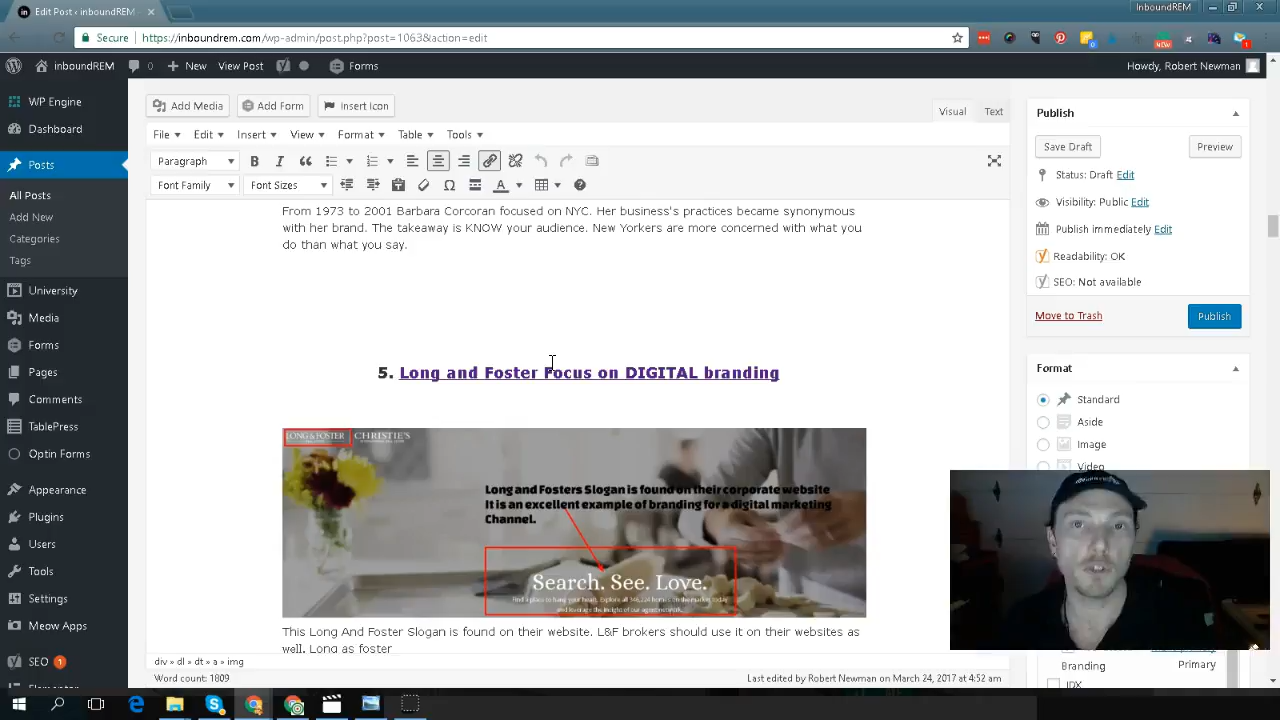 Edit Post ‹ inboundREM
InboundREM
Secure
https://inboundrem.com/wp-admin/post.php?post=1063&action=edit
inboundREM
0
New
View Post
Forms
Howdy, Robert Newman
WP Engine
Dashboard
Posts
All Posts
Add New
Categories
Tags
University
Media
Forms
Pages
Comments
TablePress
Optin Forms
Appearance
Plugins
Users
Tools
Settings
Meow Apps
SEO 1
Elementor
Add Media
Add Form
Insert Icon
Visual
Text
File
Edit
Insert
View
Format
Table
Tools
Paragraph
Font Family
Font Sizes
From 1973 to 2001 Barbara Corcoran focused on NYC. Her business's practices became synonymous
with her brand. The takeaway is KNOW your audience. New Yorkers are more concerned with what you
do than what you say.
5. Long and Foster Focus on DIGITAL branding
LONG & FOSTER
CHRISTIE'S
Long and Fosters Slogan is found on their corporate website
It is an excellent example of branding for a digital marketing
Channel.
Search. See. Love.
This Long And Foster Slogan is found on their website. L&F brokers should use it on their websites as
well. Long as foster
div » dl » dt » a » img
Word count: 1809
Last edited by Robert Newman on March 24, 2017 at 4:52 am
Publish
Save Draft
Preview
Status: Draft Edit
Visibility: Public Edit
Publish immediately Edit
Readability: OK
SEO: Not available
Move to Trash
Publish
Format
Standard
Aside
Image
Video
Branding
Primary
IDX